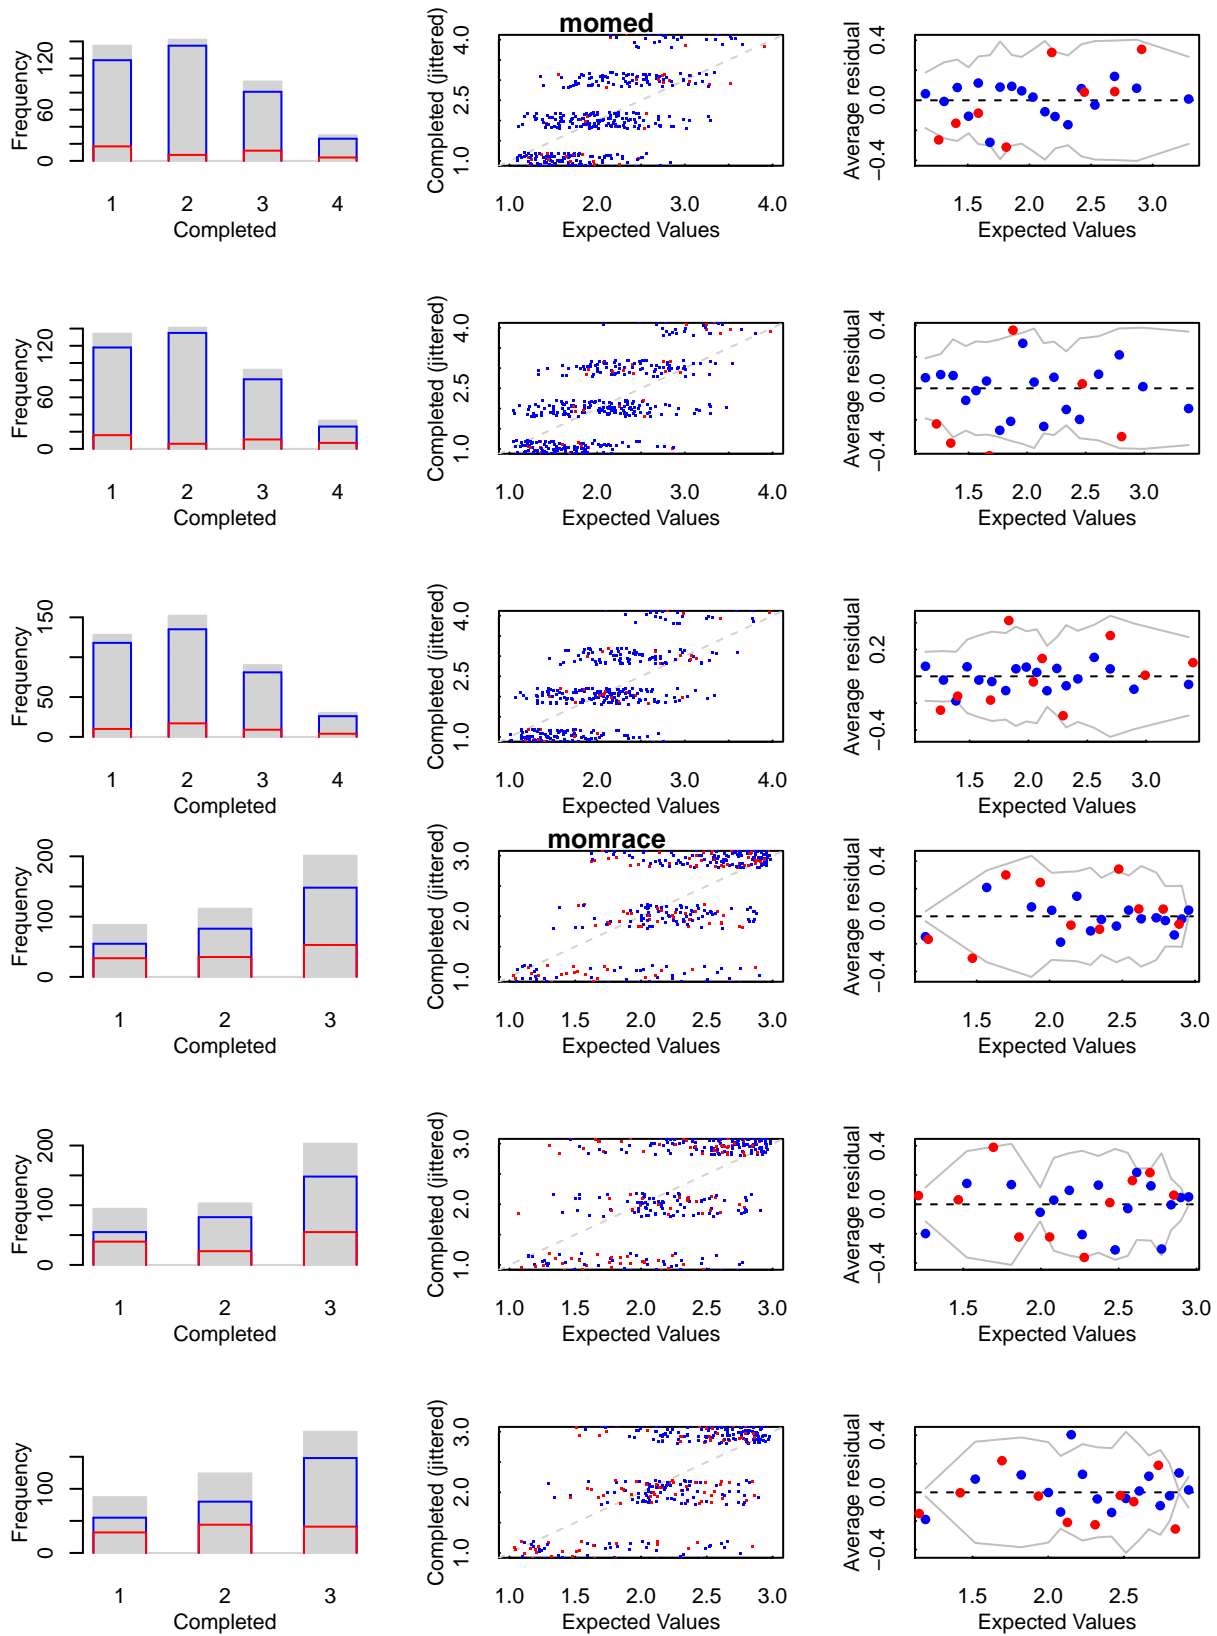 momed
Frequency
0 60 120
1 2 3 4
Completed
Completed (jittered)
1.0 2.5 4.0
1.0 2.0 3.0 4.0
Expected Values
Average residual
−0.4 0.0 0.4
1.5 2.0 2.5 3.0
Expected Values
Frequency
0 60 120
1 2 3 4
Completed
Completed (jittered)
1.0 2.5 4.0
1.0 2.0 3.0 4.0
Expected Values
Average residual
−0.4 0.0 0.4
1.5 2.0 2.5 3.0
Expected Values
Frequency
0 50 150
1 2 3 4
Completed
Completed (jittered)
1.0 2.5 4.0
1.0 2.0 3.0 4.0
Expected Values
Average residual
−0.4 0.2
1.5 2.0 2.5 3.0
Expected Values
momrace
Frequency
0 100 200
1 2 3
Completed
Completed (jittered)
1.0 2.0 3.0
1.0 1.5 2.0 2.5 3.0
Expected Values
Average residual
−0.4 0.0 0.4
1.5 2.0 2.5 3.0
Expected Values
Frequency
0 100 200
1 2 3
Completed
Completed (jittered)
1.0 2.0 3.0
1.0 1.5 2.0 2.5 3.0
Expected Values
Average residual
−0.4 0.0 0.4
1.5 2.0 2.5 3.0
Expected Values
Frequency
0 100
1 2 3
Completed
Completed (jittered)
1.0 2.0 3.0
1.0 1.5 2.0 2.5 3.0
Expected Values
Average residual
−0.4 0.0 0.4
1.5 2.0 2.5
Expected Values